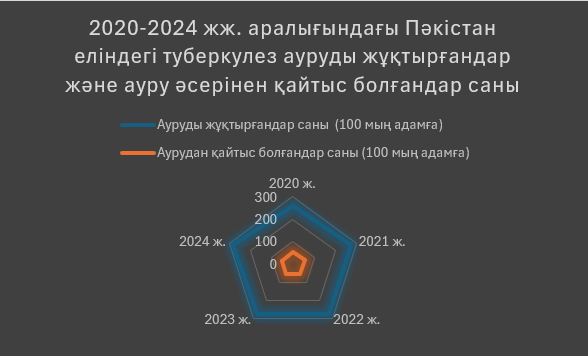 2020-2024 жж. аралығындағы Пәкістан
еліндегі туберкулез ауруды жұқтырғандар
және ауру әсерінен қайтыс болғандар саны
Ауруды жұқтырғандар саны (100 мың адамға)
Аурудан қайтыс болғандар саны (100 мың адамға)
2020 ж.
300
200
100
0
2024 ж.
2021 ж.
2023 ж.
2022 ж.